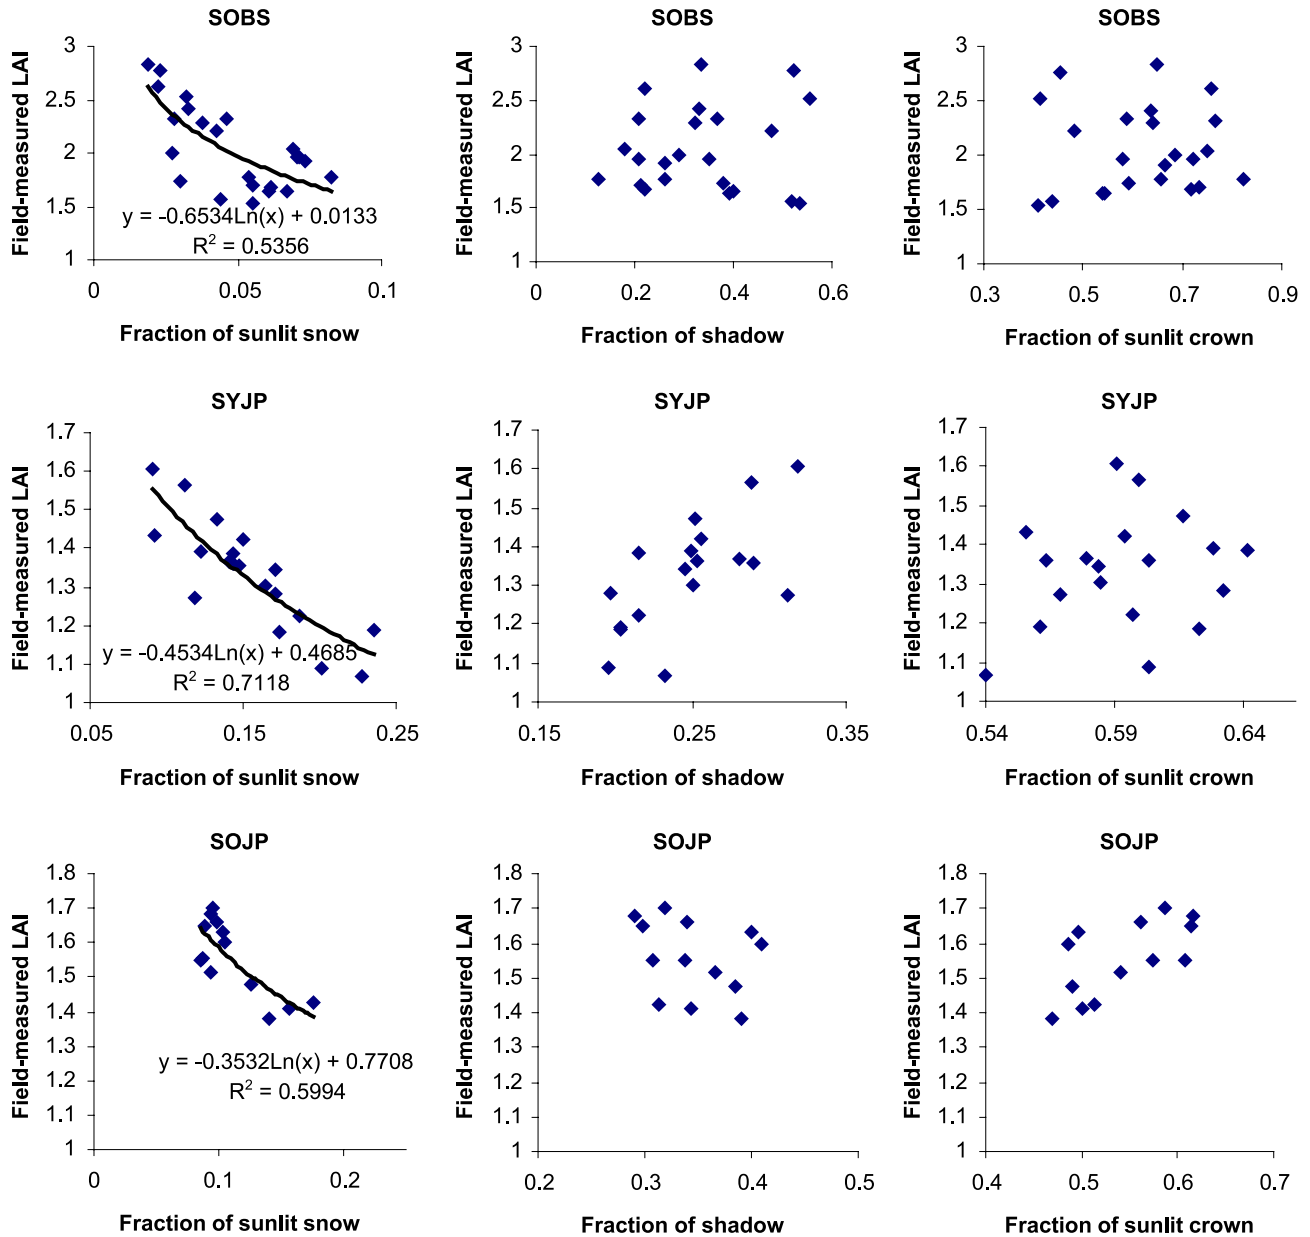 SOBS
Field-measured LAI
3
2.5
2
1.5
1
y = -0.6534Ln(x) + 0.0133
R² = 0.5356
0 0.05 0.1
Fraction of sunlit snow
SOBS
Field-measured LAI
3
2.5
2
1.5
1
0 0.2 0.4 0.6
Fraction of shadow
SOBS
Field-measured LAI
3
2.5
2
1.5
1
0.3 0.5 0.7 0.9
Fraction of sunlit crown
SYJP
Field-measured LAI
1.7
1.6
1.5
1.4
1.3
1.2
1.1
1
y = -0.4534Ln(x) + 0.4685
R² = 0.7118
0.05 0.15 0.25
Fraction of sunlit snow
SYJP
Field-measured LAI
1.7
1.6
1.5
1.4
1.3
1.2
1.1
1
0.15 0.25 0.35
Fraction of shadow
SYJP
Field-measured LAI
1.7
1.6
1.5
1.4
1.3
1.2
1.1
1
0.54 0.59 0.64
Fraction of sunlit crown
SOJP
Field-measured LAI
1.8
1.7
1.6
1.5
1.4
1.3
1.2
1.1
1
y = -0.3532Ln(x) + 0.7708
R² = 0.5994
0 0.1 0.2
Fraction of sunlit snow
SOJP
Field-measured LAI
1.8
1.7
1.6
1.5
1.4
1.3
1.2
1.1
1
0.2 0.3 0.4 0.5
Fraction of shadow
SOJP
Field-measured LAI
1.8
1.7
1.6
1.5
1.4
1.3
1.2
1.1
1
0.4 0.5 0.6 0.7
Fraction of sunlit crown